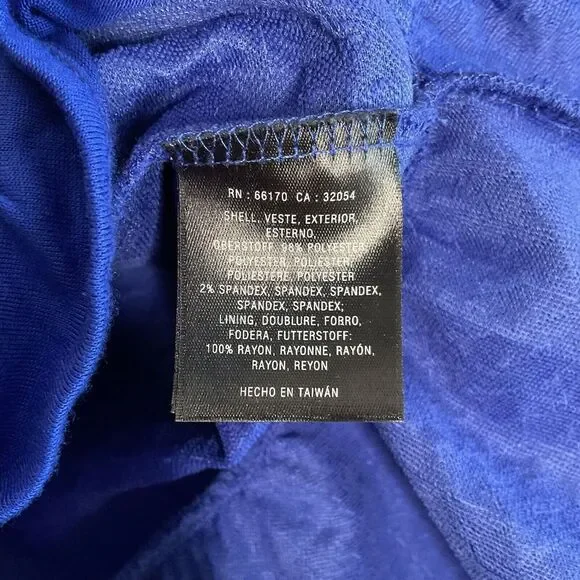 RN : 66170 CA : 32054
SHELL, VESTE, EXTERIOR,
ESTERNO,
OBERSTOFF: 98% POLYESTER,
POLYESTER, POLIESTER,
POLIESTERE, POLYESTER
2% SPANDEX, SPANDEX, SPANDEX,
SPANDEX, SPANDEX;
LINING, DOUBLURE, FORRO,
FODERA, FUTTERSTOFF:
100% RAYON, RAYONNE, RAYÓN,
RAYON, REYON
HECHO EN TAIWÁN